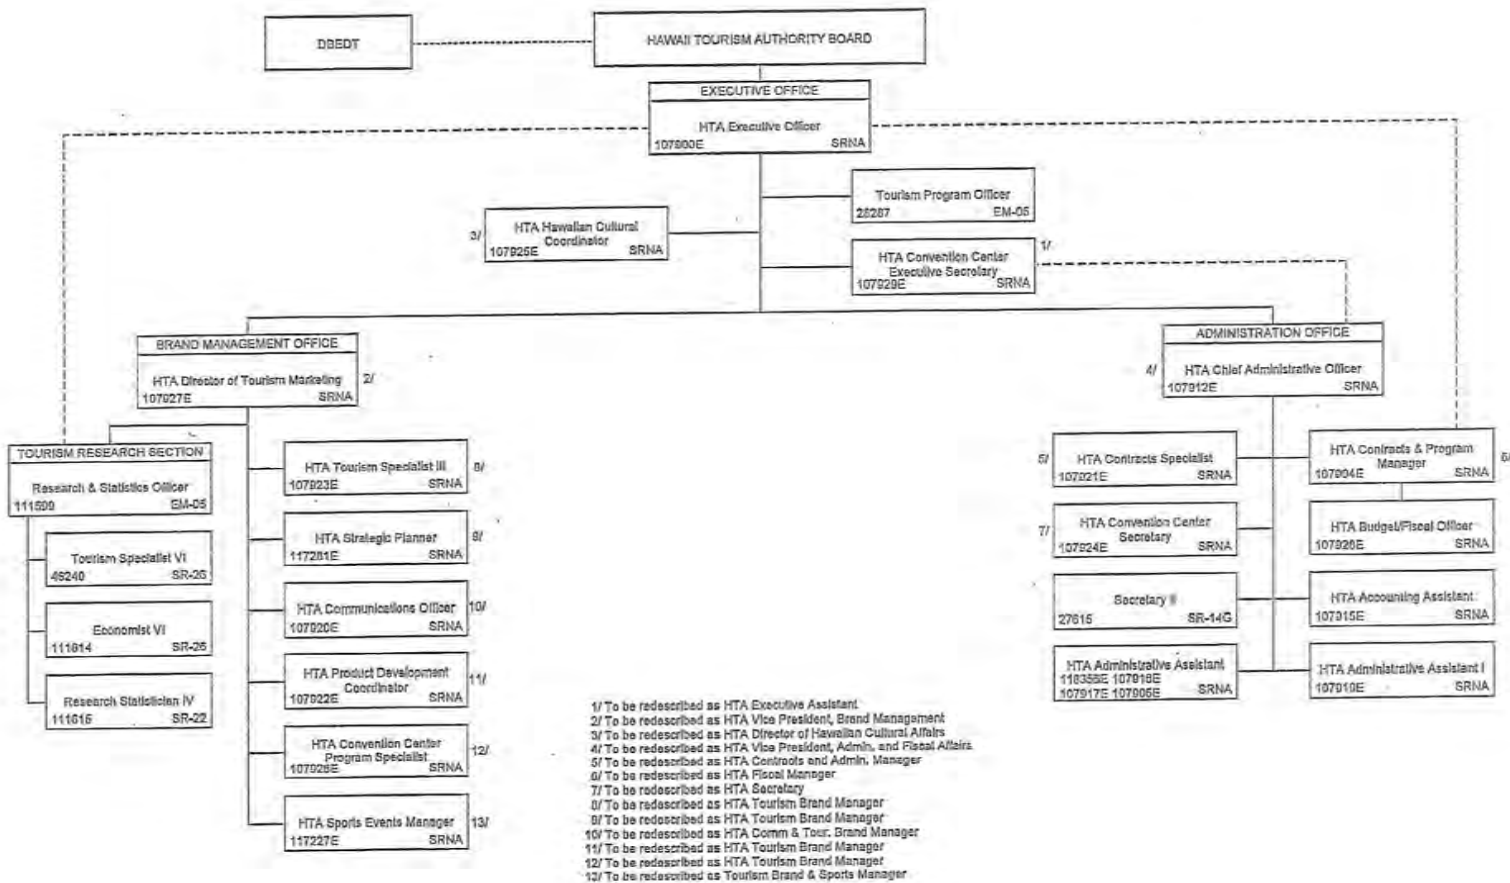 DBEDT
HAWAII TOURISM AUTHORITY BOARD
EXECUTIVE OFFICE
HTA Executive Officer
107900E SRNA
Tourism Program Officer
28287 EM-05
3/
HTA Hawaiian Cultural
Coordinator
107925E SRNA
1/
HTA Convention Center
Executive Secretary
107929E SRNA
BRAND MANAGEMENT OFFICE
HTA Director of Tourism Marketing
107927E SRNA
2/
ADMINISTRATION OFFICE
4/
HTA Chief Administrative Officer
107912E SRNA
TOURISM RESEARCH SECTION
Research & Statistics Officer
111599 EM-05
Tourism Specialist VI
46240 SR-26
Economist VI
111614 SR-26
Research Statistician IV
111615 SR-22
HTA Tourism Specialist III
107923E SRNA
8/
HTA Strategic Planner
117281E SRNA
9/
HTA Communications Officer
107920E SRNA
10/
HTA Product Development
Coordinator
107922E SRNA
11/
HTA Convention Center
Program Specialist
107928E SRNA
12/
HTA Sports Events Manager
117227E SRNA
13/
5/
HTA Contracts Specialist
107921E SRNA
7/
HTA Convention Center
Secretary
107924E SRNA
Secretary II
27615 SR-14G
HTA Administrative Assistant
118356E 107918E
107917E 107905E SRNA
HTA Contracts & Program
Manager
107904E SRNA
6/
HTA Budget/Fiscal Officer
107926E SRNA
HTA Accounting Assistant
107915E SRNA
HTA Administrative Assistant I
107919E SRNA
1/ To be redescribed as HTA Executive Assistant
2/ To be redescribed as HTA Vice President, Brand Management
3/ To be redescribed as HTA Director of Hawaiian Cultural Affairs
4/ To be redescribed as HTA Vice President, Admin. and Fiscal Affairs
5/ To be redescribed as HTA Contracts and Admin. Manager
6/ To be redescribed as HTA Fiscal Manager
7/ To be redescribed as HTA Secretary
8/ To be redescribed as HTA Tourism Brand Manager
9/ To be redescribed as HTA Tourism Brand Manager
10/ To be redescribed as HTA Comm & Tour. Brand Manager
11/ To be redescribed as HTA Tourism Brand Manager
12/ To be redescribed as HTA Tourism Brand Manager
13/ To be redescribed as Tourism Brand & Sports Manager